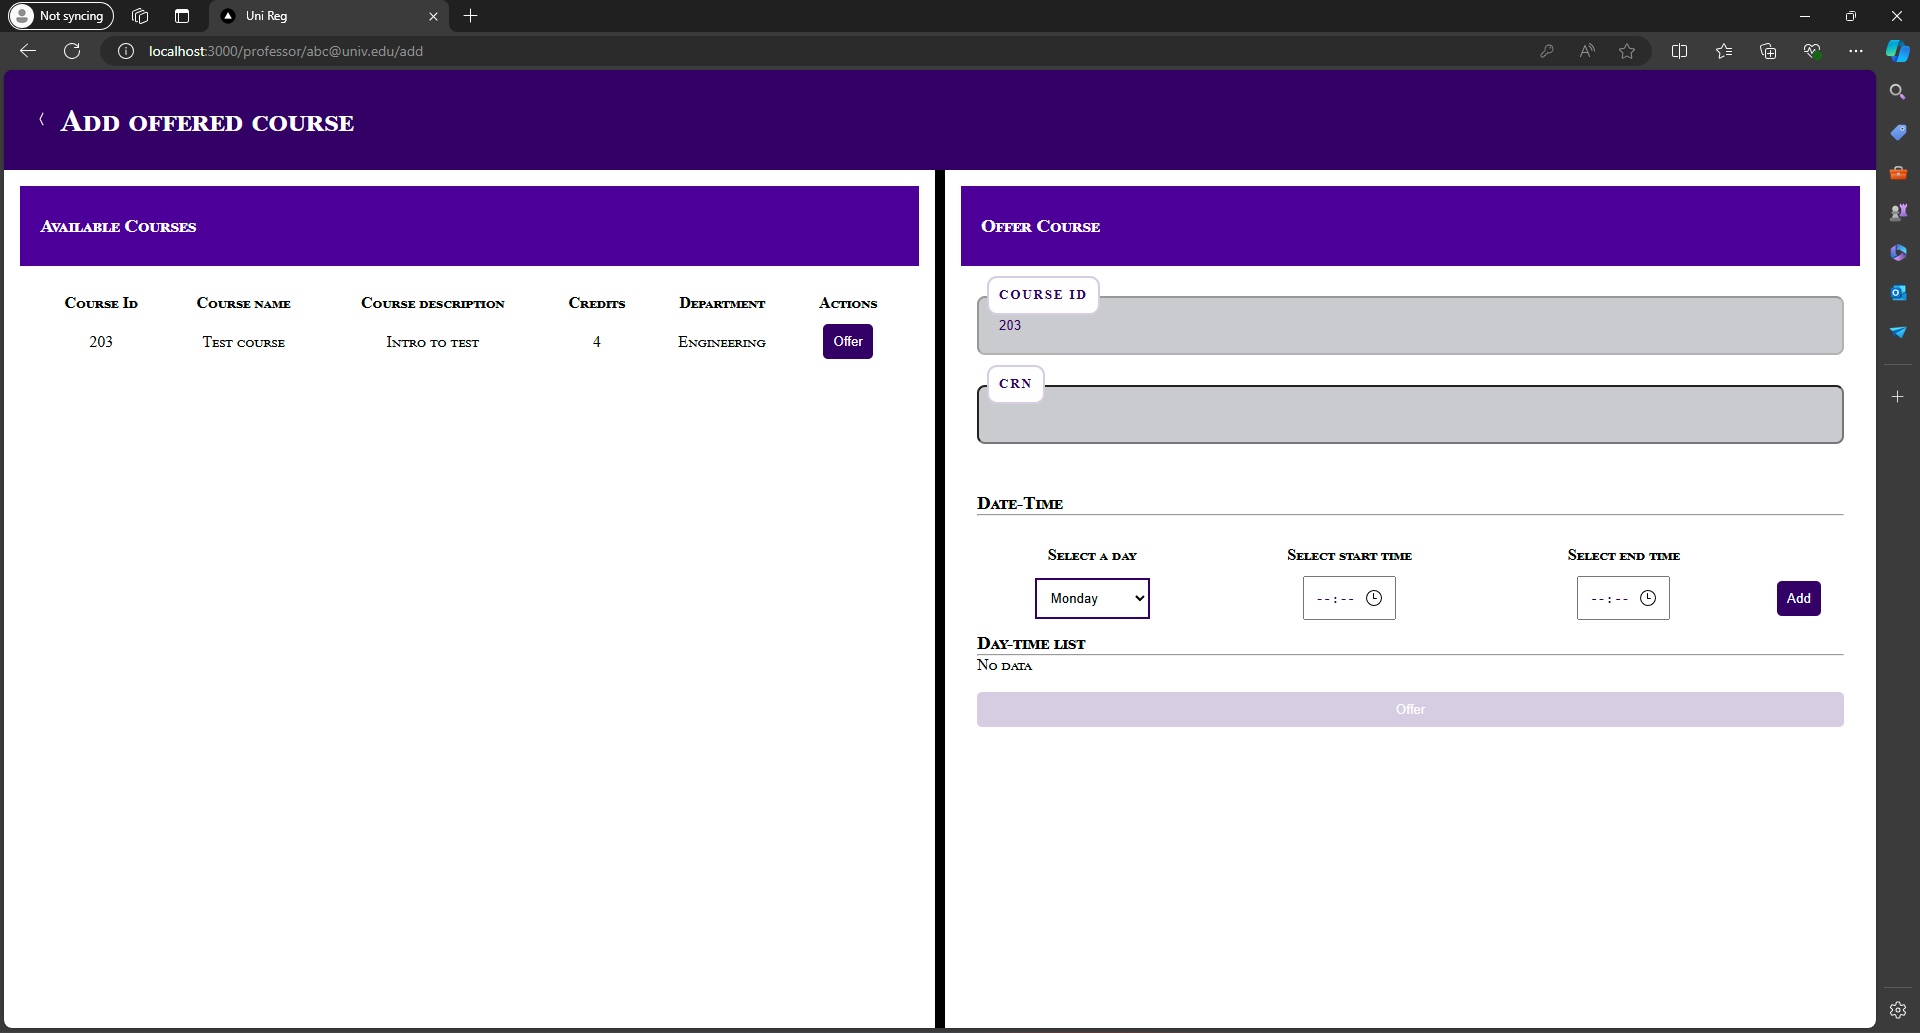 Not syncing
Uni Reg
localhost:3000/professor/abc@univ.edu/add
Add offered course
Available Courses
Course Id Course name Course description Credits Department Actions
203 Test course Intro to test 4 Engineering Offer
Offer Course
COURSE ID
203
CRN
Date-Time
Select a day Select start time Select end time
Monday --:-- --:-- Add
Day-time list
No data
Offer